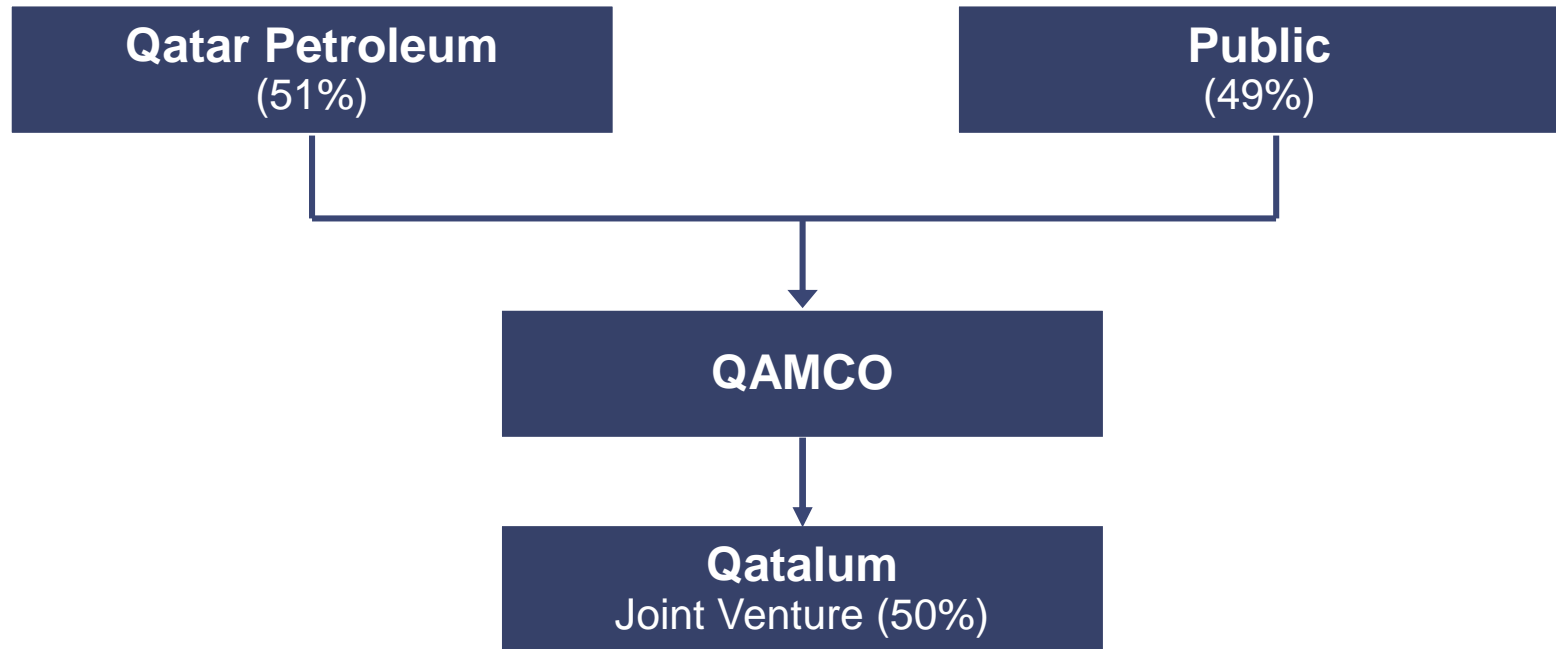 Qatar Petroleum
(51%)
Public
(49%)
QAMCO
Qatalum
Joint Venture (50%)